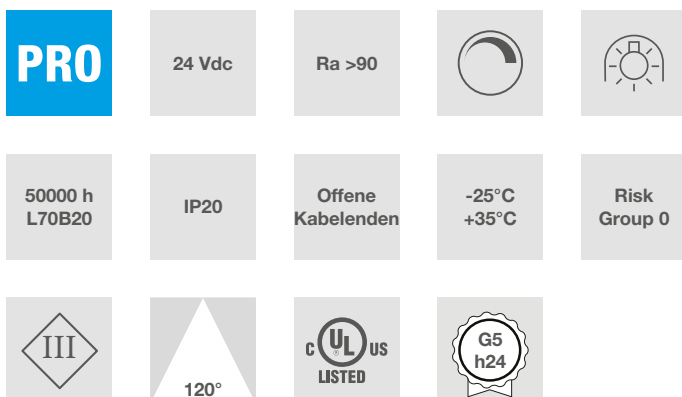 PRO
24 Vdc
Ra >90
50000 h
L70B20
IP20
Offene
Kabelenden
-25°C
+35°C
Risk
Group 0
III
120°
C UL® US
LISTED
G5
h24